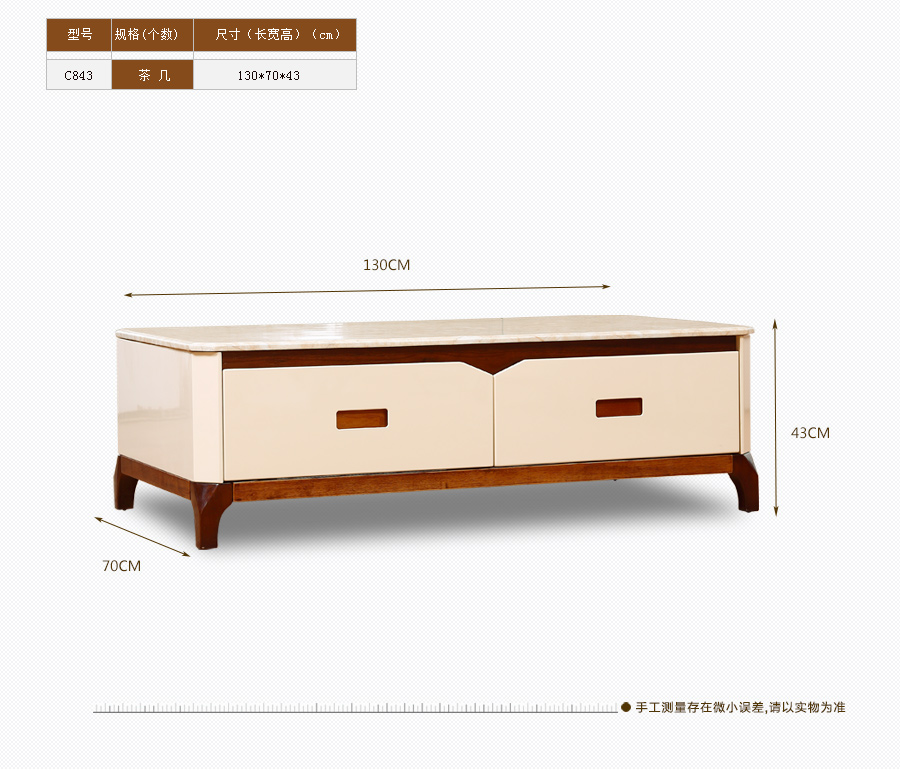 型号 规格(个数) 尺寸（长宽高）（cm）
C843 茶 几 130*70*43
130CM
43CM
70CM
手工测量存在微小误差,请以实物为准